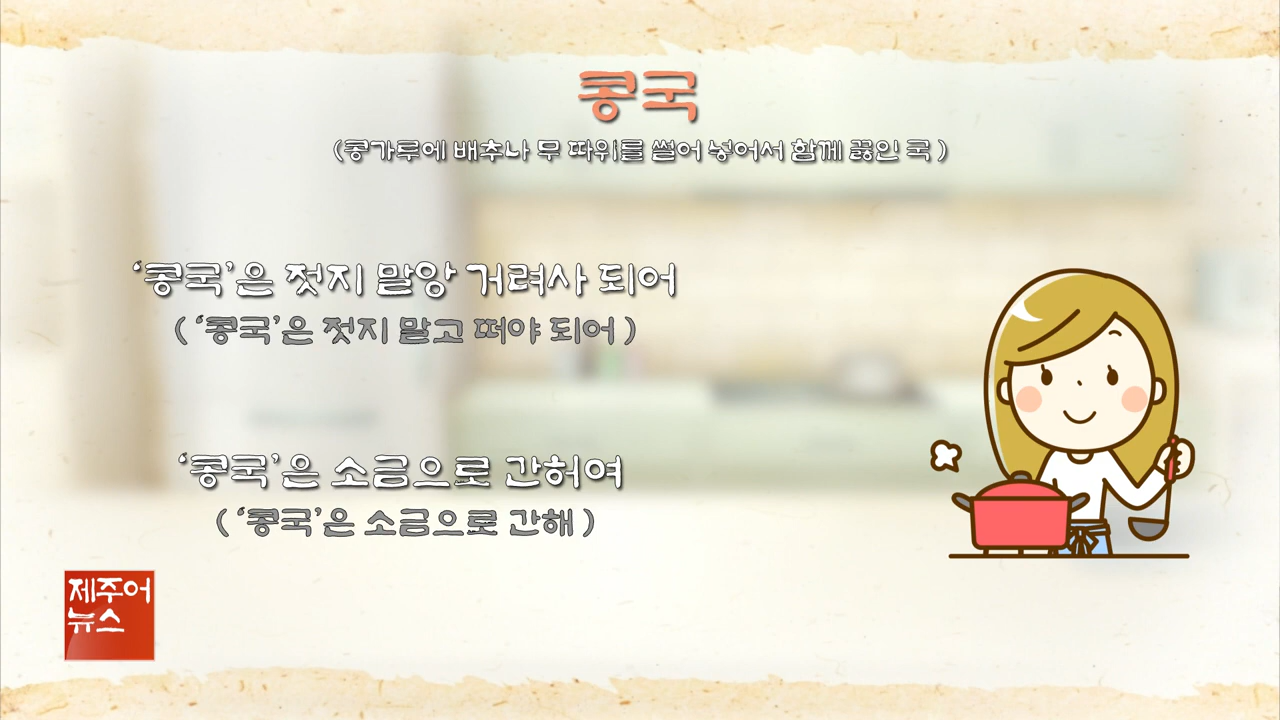 콩국
(콩가루에 배추나 무 따위를 썰어 넣어서 함께 끓인 국 )
‘콩국’은 젓지 말앙 거려사 되어
( ‘콩국’은 젓지 말고 떠야 되어 )
‘콩국’은 소금으로 간허여
( ‘콩국’은 소금으로 간해 )
제주어
뉴스